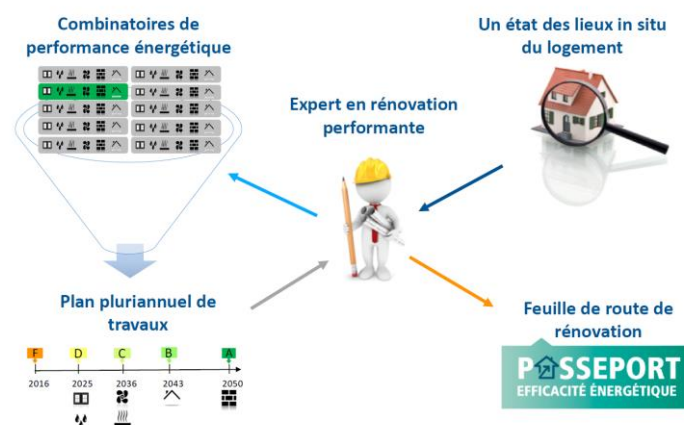 Combinatoires de
performance énergétique
Un état des lieux in situ
du logement
Expert en rénovation
performante
Plan pluriannuel de
travaux
F D C B A
2016 2025 2036 2043 2050
Feuille de route de
rénovation
PASSEPORT
EFFICACITÉ ÉNERGÉTIQUE